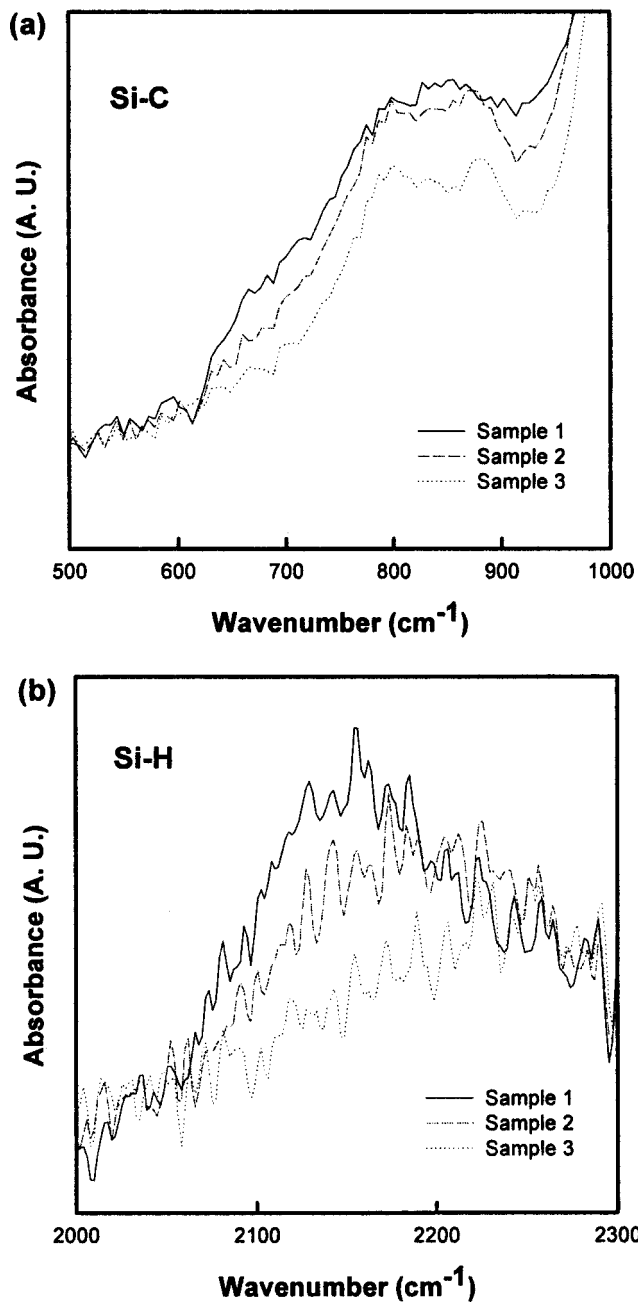 (a)
Si-C
Absorbance (A. U.)
Sample 1
Sample 2
Sample 3
500 600 700 800 900 1000
Wavenumber (cm-1)
(b)
Si-H
Absorbance (A. U.)
Sample 1
Sample 2
Sample 3
2000 2100 2200 2300
Wavenumber (cm-1)